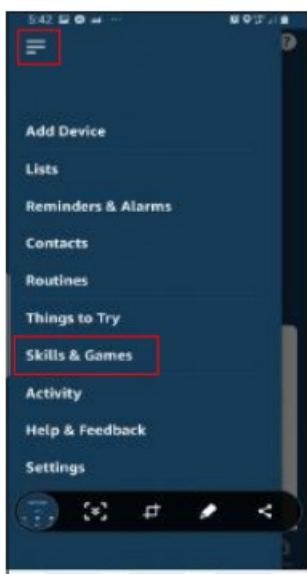 5:42
Add Device
Lists
Reminders & Alarms
Contacts
Routines
Things to Try
Skills & Games
Activity
Help & Feedback
Settings